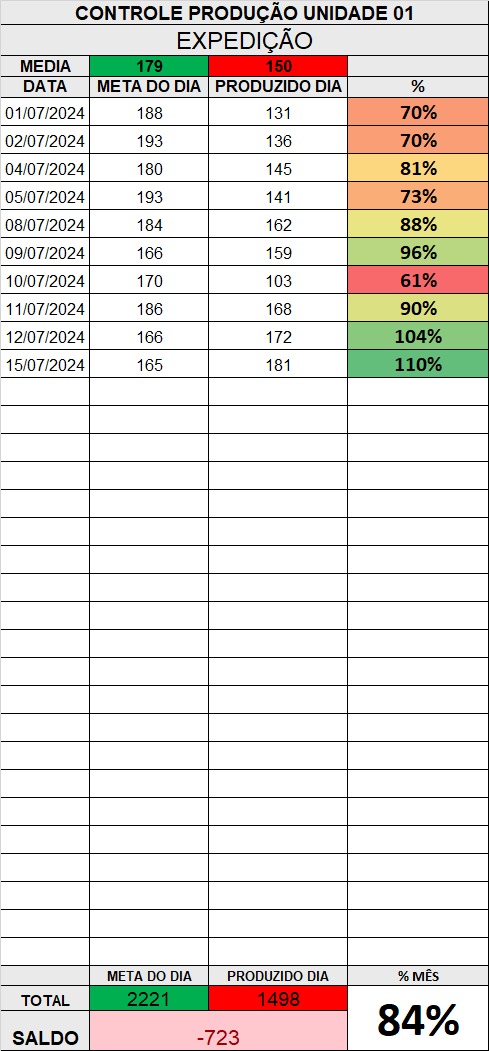 CONTROLE PRODUÇÃO UNIDADE 01
EXPEDIÇÃO
MEDIA 179 150
DATA META DO DIA PRODUZIDO DIA %
01/07/2024 188 131 70%
02/07/2024 193 136 70%
04/07/2024 180 145 81%
05/07/2024 193 141 73%
08/07/2024 184 162 88%
09/07/2024 166 159 96%
10/07/2024 170 103 61%
11/07/2024 186 168 90%
12/07/2024 166 172 104%
15/07/2024 165 181 110%
META DO DIA PRODUZIDO DIA % MÊS
TOTAL 2221 1498 84%
SALDO -723